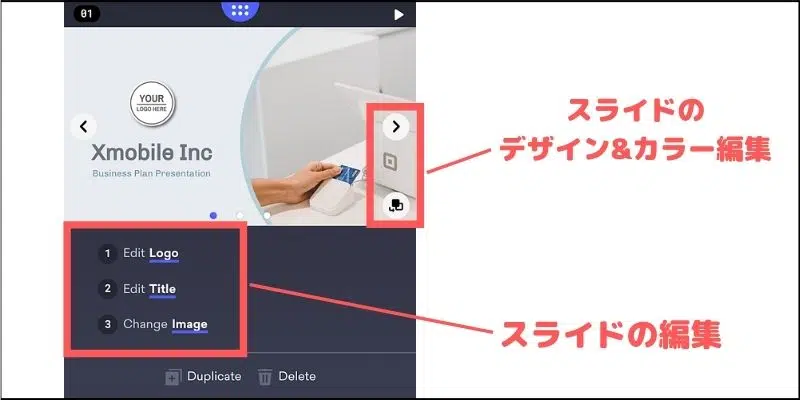 01
YOUR
LOGO HERE
Xmobile Inc
Business Plan Presentation
スライドの
デザイン&カラー編集
1 Edit Logo
2 Edit Title
3 Change Image
スライドの編集
Duplicate
Delete